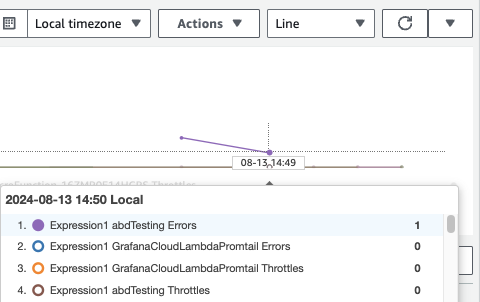 Local timezone
Actions
Line
08-13 14:49
2024-08-13 14:50 Local
1. Expression1 abdTesting Errors 1
2. Expression1 GrafanaCloudLambdaPromtail Errors 0
3. Expression1 GrafanaCloudLambdaPromtail Throttles 0
4. Expression1 abdTesting Throttles 0